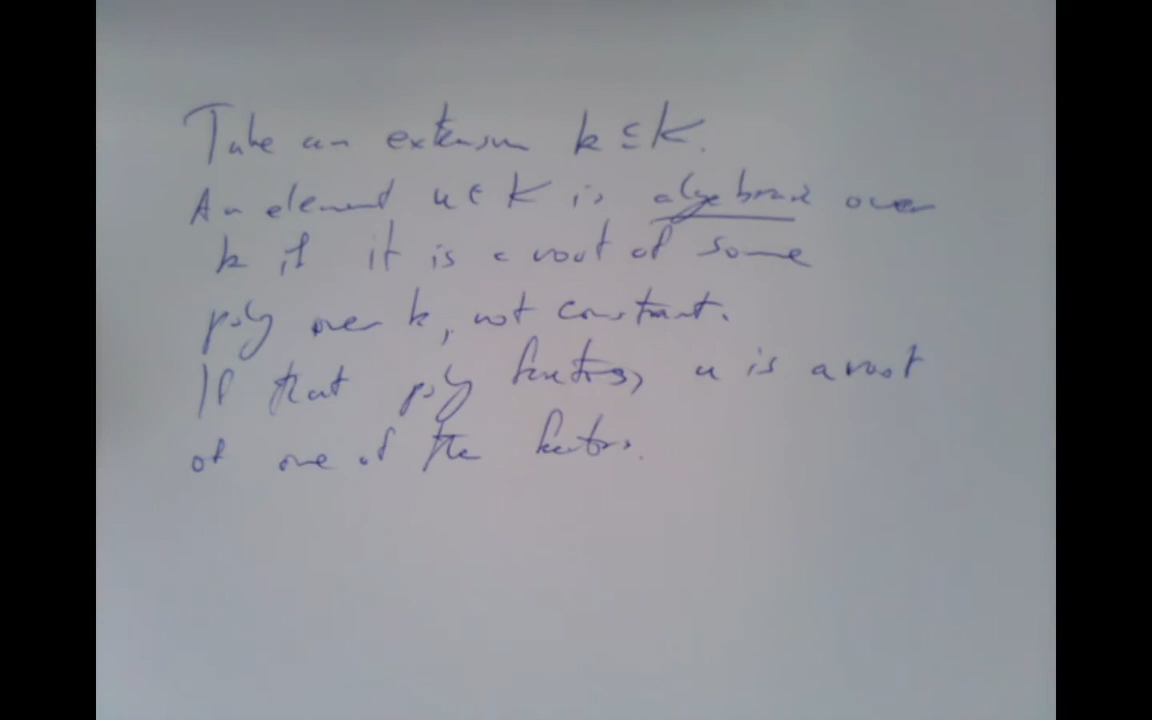 Take an extension k ⊆ K.
An element u ∈ K is algebraic over
k if it is a root of some
poly over k, not constant.
If that poly factors, u is a root
of one of the factors.